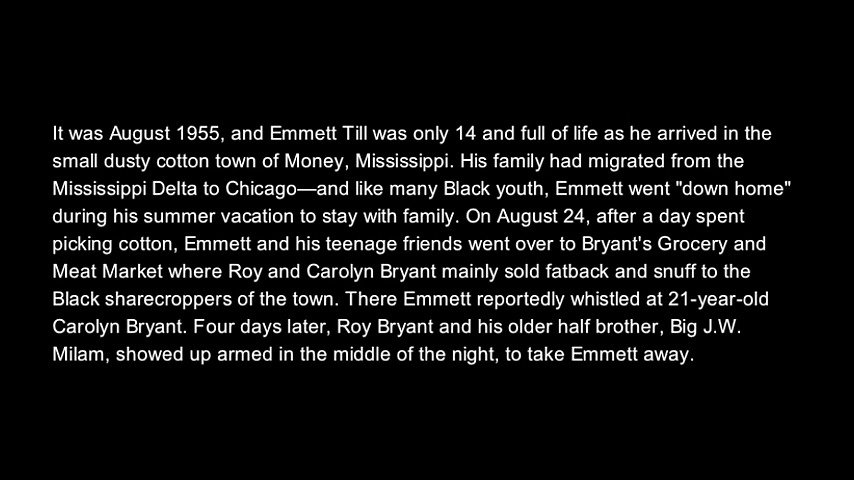 It was August 1955, and Emmett Till was only 14 and full of life as he arrived in the
small dusty cotton town of Money, Mississippi. His family had migrated from the
Mississippi Delta to Chicago—and like many Black youth, Emmett went "down home"
during his summer vacation to stay with family. On August 24, after a day spent
picking cotton, Emmett and his teenage friends went over to Bryant's Grocery and
Meat Market where Roy and Carolyn Bryant mainly sold fatback and snuff to the
Black sharecroppers of the town. There Emmett reportedly whistled at 21-year-old
Carolyn Bryant. Four days later, Roy Bryant and his older half brother, Big J.W.
Milam, showed up armed in the middle of the night, to take Emmett away.